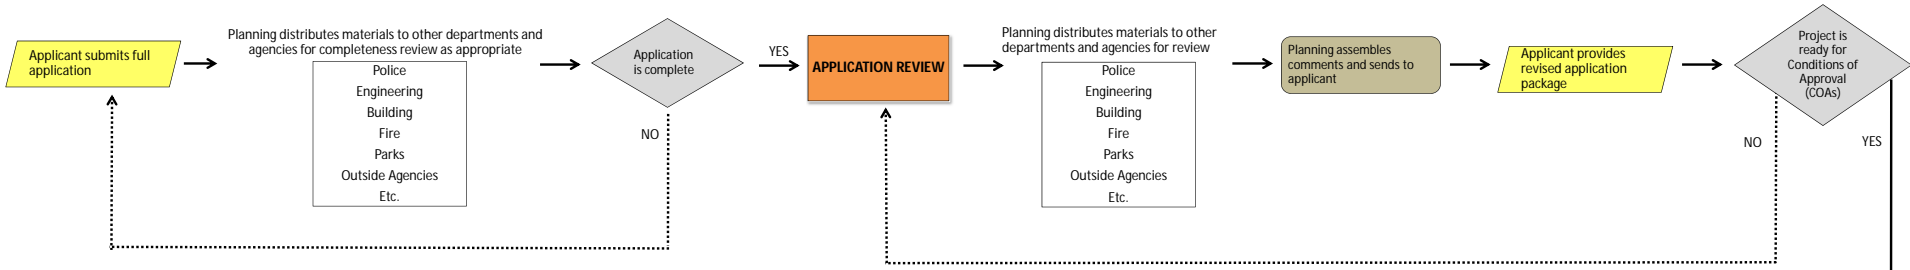 Applicant submits full
application
Planning distributes materials to other departments and
agencies for completeness review as appropriate
Police
Engineering
Building
Fire
Parks
Outside Agencies
Etc.
Application
is complete
YES
NO
APPLICATION REVIEW
Planning distributes materials to other
departments and agencies for review
Police
Engineering
Building
Fire
Parks
Outside Agencies
Etc.
Planning assembles
comments and sends to
applicant
Applicant provides
revised application
package
Project is
ready for
Conditions of
Approval
(COAs)
NO
YES